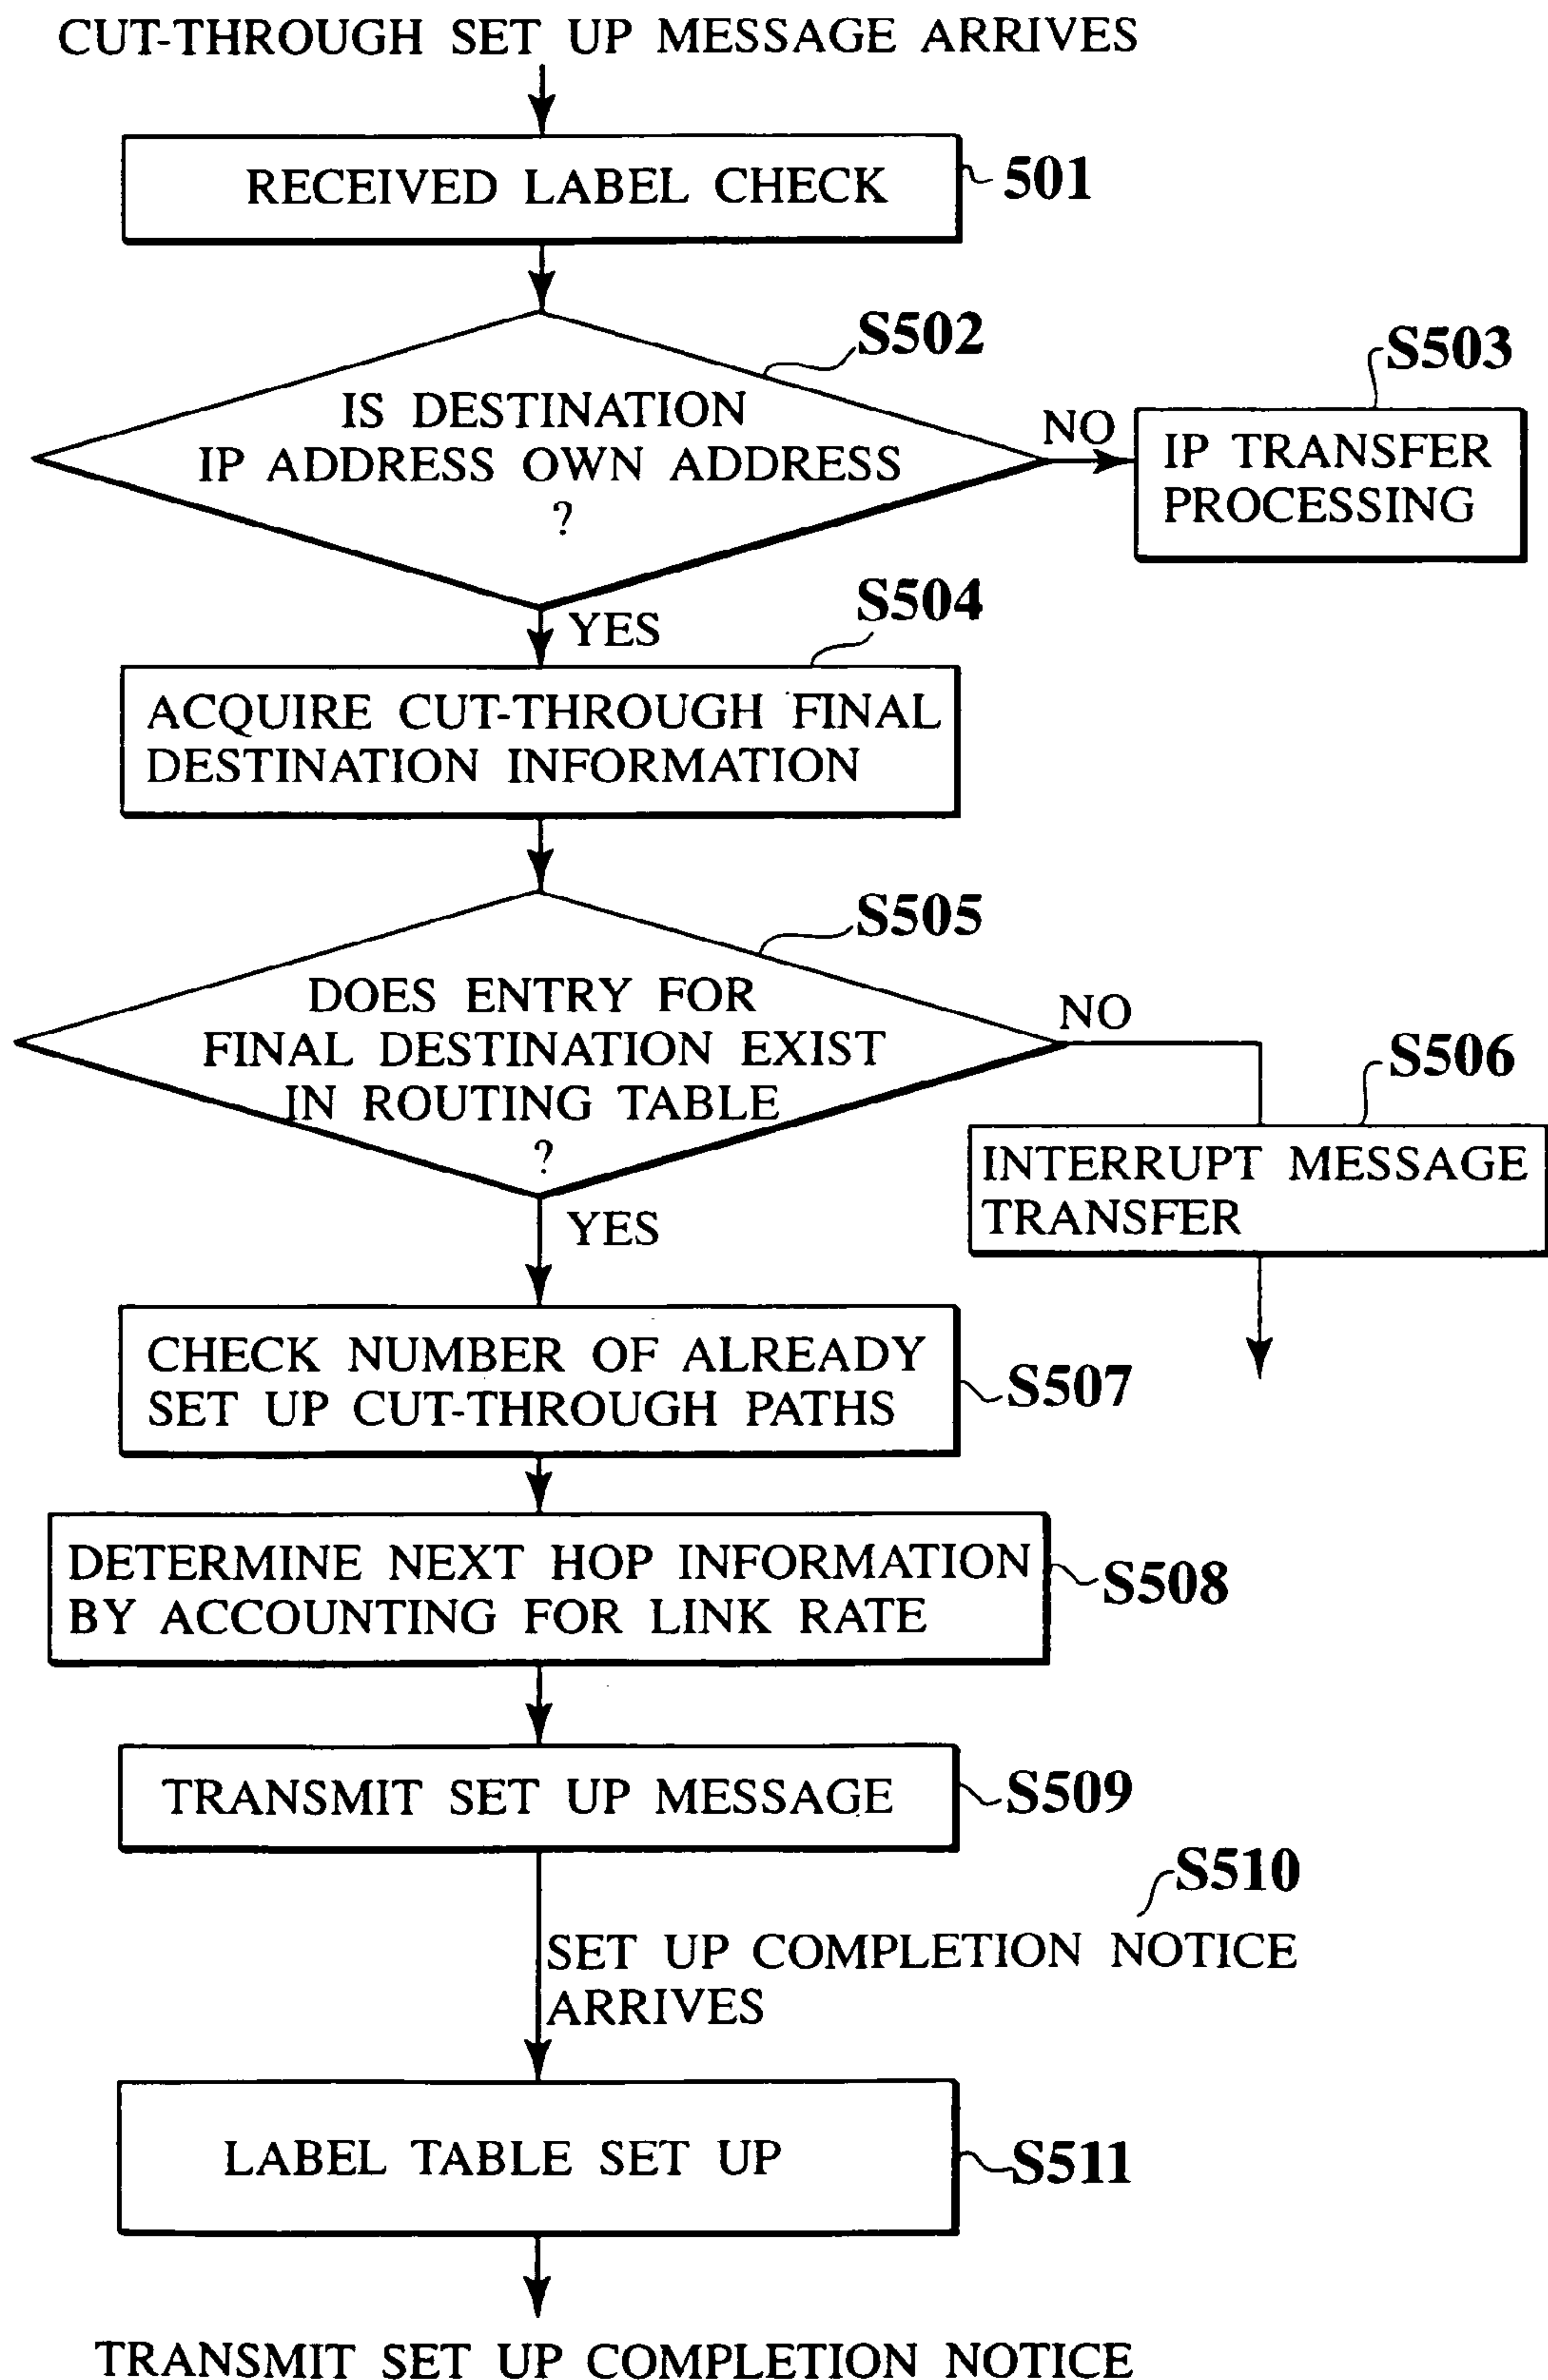 CUT-THROUGH SET UP MESSAGE ARRIVES
RECEIVED LABEL CHECK
501
S502
IS DESTINATION
IP ADDRESS OWN ADDRESS
?
NO
S503
IP TRANSFER
PROCESSING
YES
S504
ACQUIRE CUT-THROUGH FINAL
DESTINATION INFORMATION
S505
DOES ENTRY FOR
FINAL DESTINATION EXIST
IN ROUTING TABLE
?
NO
S506
INTERRUPT MESSAGE
TRANSFER
YES
CHECK NUMBER OF ALREADY
SET UP CUT-THROUGH PATHS
S507
DETERMINE NEXT HOP INFORMATION
BY ACCOUNTING FOR LINK RATE
S508
TRANSMIT SET UP MESSAGE
S509
S510
SET UP COMPLETION NOTICE
ARRIVES
LABEL TABLE SET UP
S511
TRANSMIT SET UP COMPLETION NOTICE